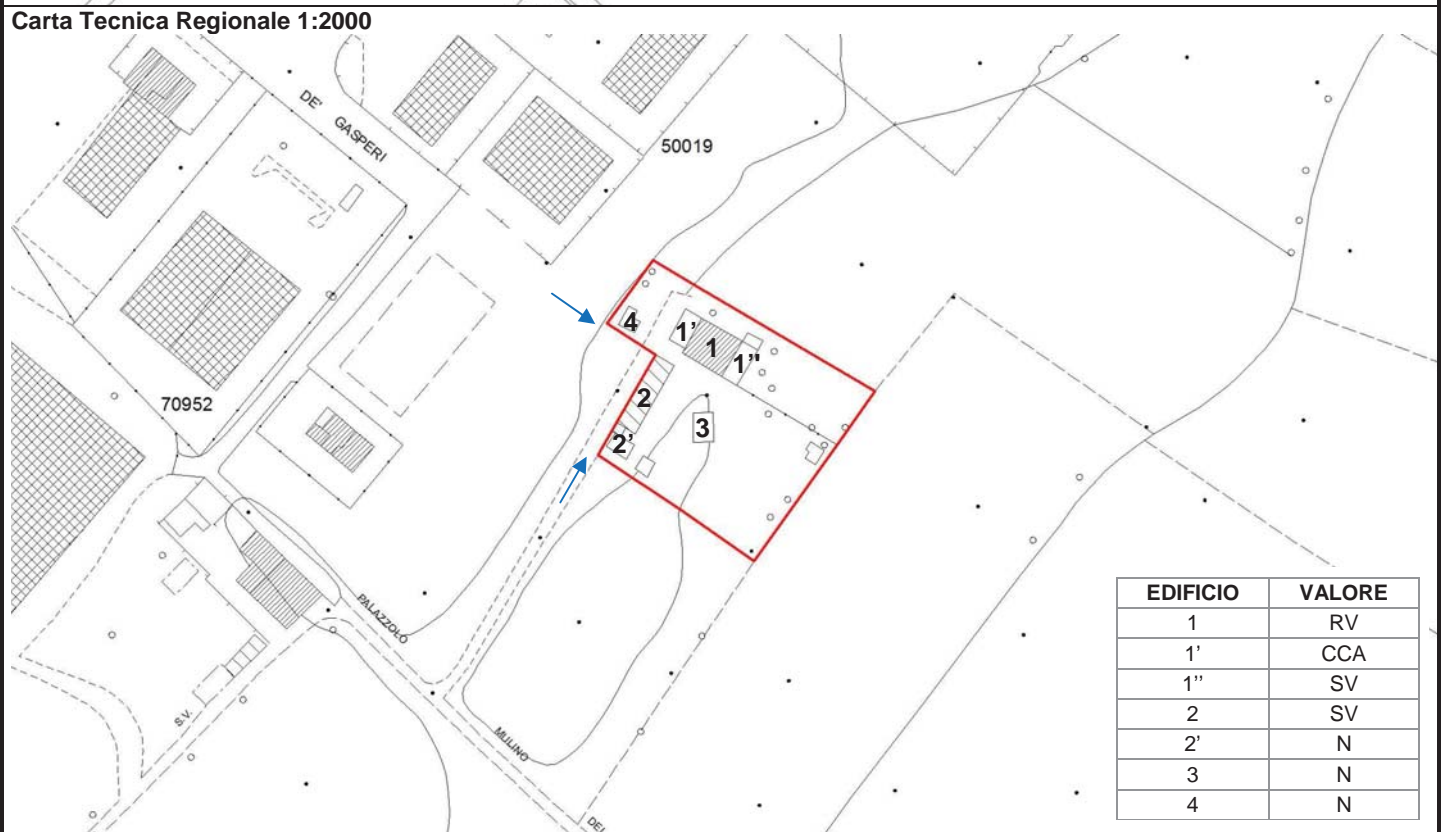 Carta Tecnica Regionale 1:2000
DE' GASPERI
50019
4
1'
1
1''
2
3
2'
70952
PALAZZOLO
S.V.
MULINO
DEL
EDIFICIO VALORE
1 RV
1' CCA
1'' SV
2 SV
2' N
3 N
4 N